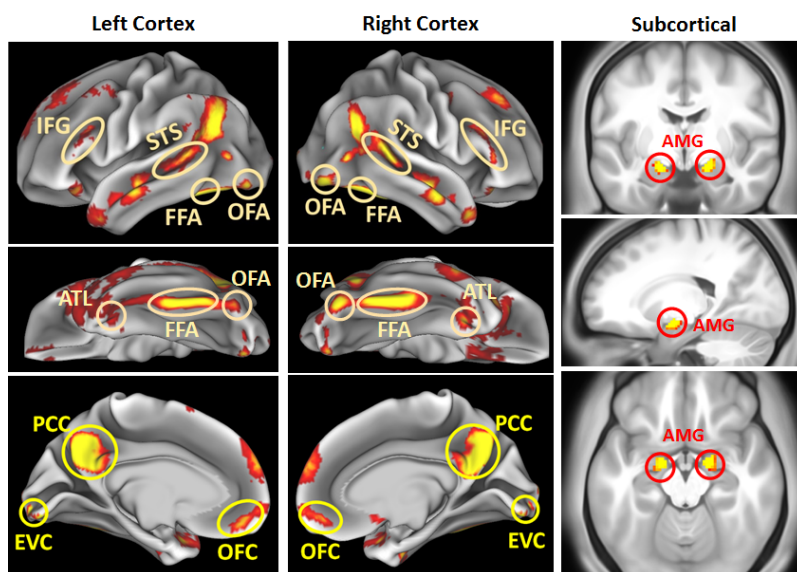 Left Cortex
Right Cortex
Subcortical
IFG
STS
FFA
OFA
STS
IFG
OFA
FFA
AMG
ATL
FFA
OFA
OFA
FFA
ATL
AMG
PCC
EVC
OFC
PCC
OFC
EVC
AMG